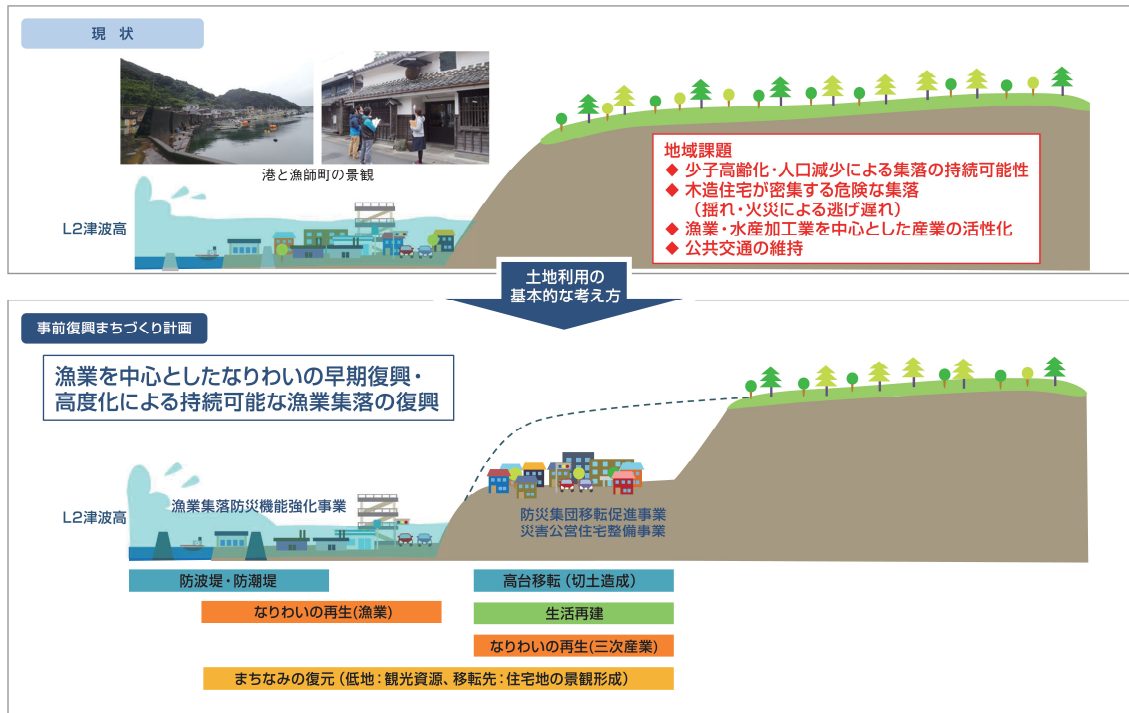 現 状
港と漁師町の景観
L2津波高
地域課題
◆ 少子高齢化・人口減少による集落の持続可能性
◆ 木造住宅が密集する危険な集落
（揺れ・火災による逃げ遅れ）
◆ 漁業・水産加工業を中心とした産業の活性化
◆ 公共交通の維持
土地利用の
基本的な考え方
事前復興まちづくり計画
漁業を中心としたなりわいの早期復興・
高度化による持続可能な漁業集落の復興
漁業集落防災機能強化事業
L2津波高
防災集団移転促進事業
災害公営住宅整備事業
防波堤・防潮堤
高台移転（切土造成）
なりわいの再生(漁業)
生活再建
なりわいの再生(三次産業)
まちなみの復元（低地：観光資源、移転先：住宅地の景観形成）